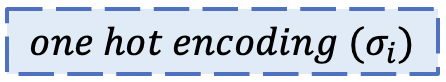 one hot encoding (σᵢ)